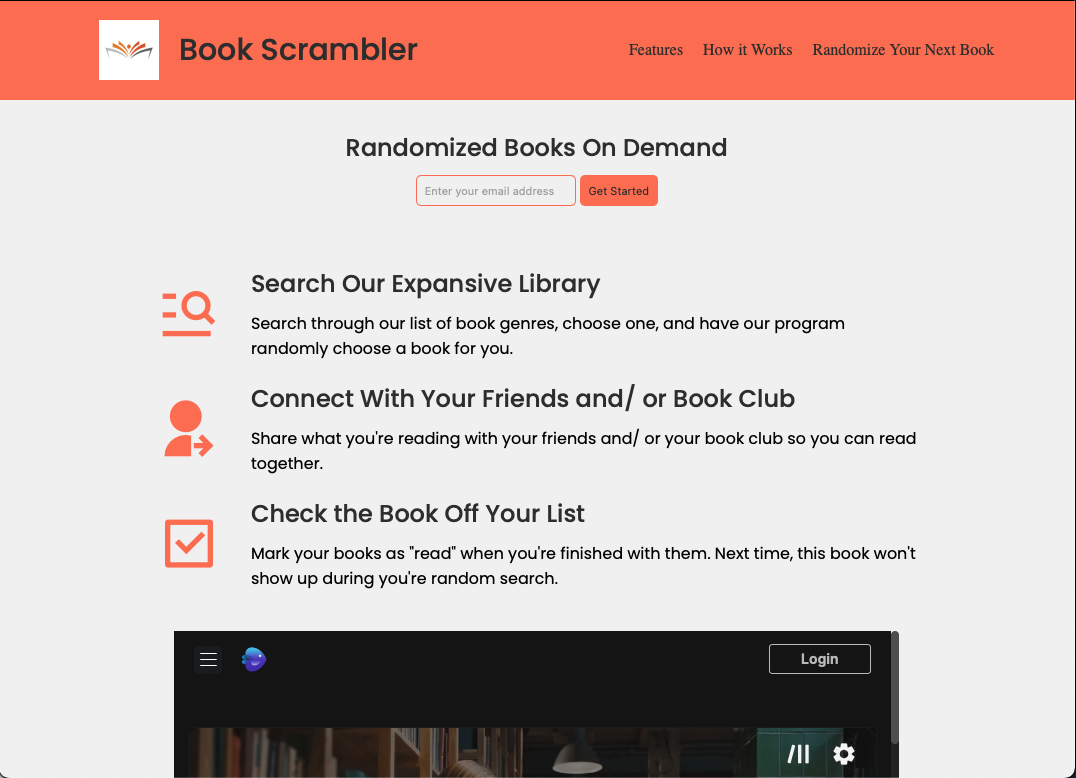 Book Scrambler
Features
How it Works
Randomize Your Next Book
Randomized Books On Demand
Enter your email address
Get Started
Search Our Expansive Library
Search through our list of book genres, choose one, and have our program
randomly choose a book for you.
Connect With Your Friends and/ or Book Club
Share what you're reading with your friends and/ or your book club so you can read
together.
Check the Book Off Your List
Mark your books as "read" when you're finished with them. Next time, this book won't
show up during you're random search.
Login